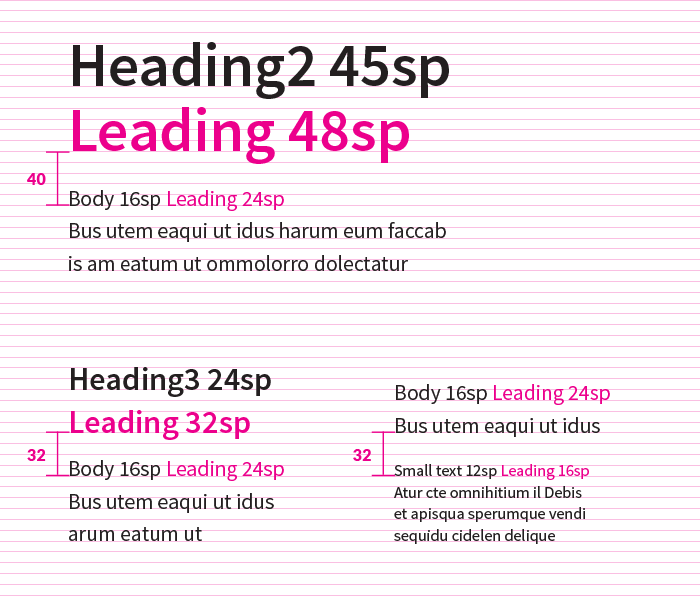 Heading2 45sp
Leading 48sp
40
Body 16sp Leading 24sp
Bus utem eaqui ut idus harum eum faccab
is am eatum ut ommolorro dolectatur
Heading3 24sp
Leading 32sp
32
Body 16sp Leading 24sp
Bus utem eaqui ut idus
arum eatum ut
Body 16sp Leading 24sp
Bus utem eaqui ut idus
32
Small text 12sp Leading 16sp
Atur cte omnihitium il Debis
et apisqua sperumque vendi
sequidu cidelen delique